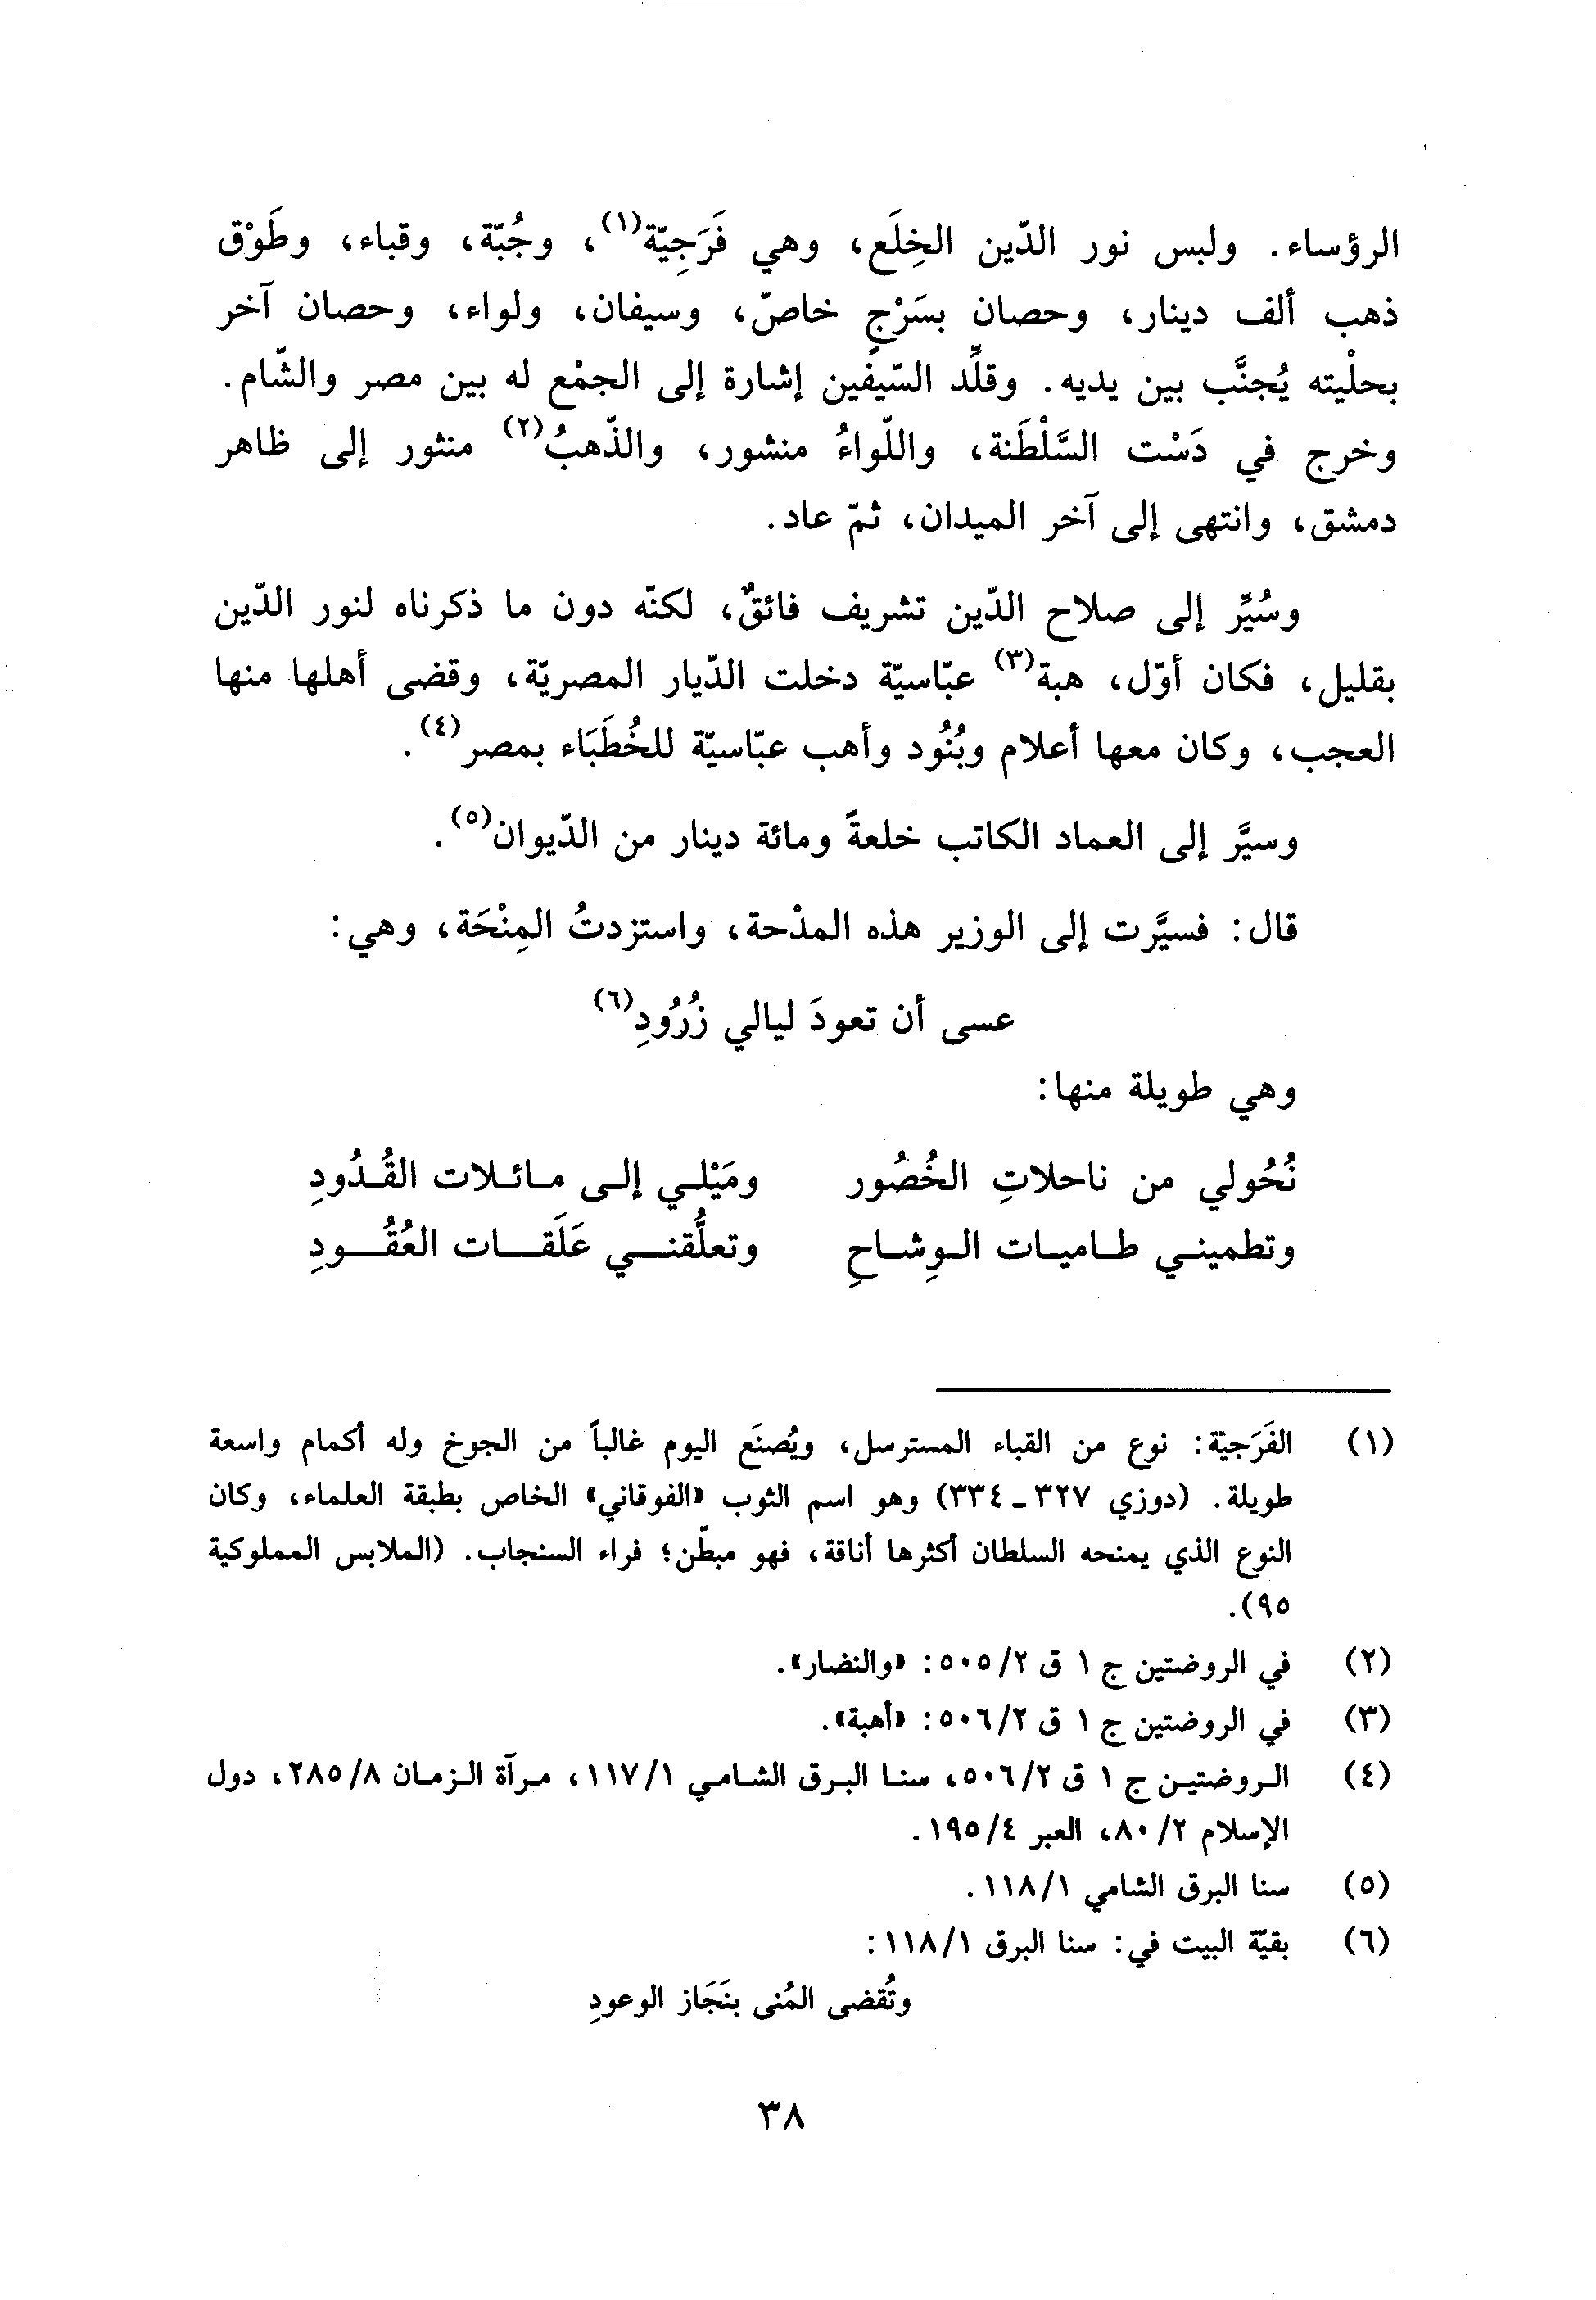 الرؤساء. ولبس نور الدّين الخِلَع، وهي فَرَجِيّة(١)، وجُبّة، وقباء، وطَوْق
ذهب ألف دينار، وحصان بسَرْجٍ خاصّ، وسيفان، ولواء، وحصان آخر
بحلْيته يُجنَّب بين يديه. وقلِّد السّيفين إشارة إلى الجمْع له بين مصر والشّام.
وخرج في دَسْت السَّلْطَنة، واللّواءُ منشور، والذّهبُ(٢) منثور إلى ظاهر
دمشق، وانتهى إلى آخر الميدان، ثمّ عاد.
وسُيِّر إلى صلاح الدّين تشريف فائقٌ، لكنّه دون ما ذكرناه لنور الدّين
بقليل، فكان أوّل، هبة(٣) عبّاسيّة دخلت الدّيار المصريّة، وقضى أهلها منها
العجب، وكان معها أعلام وبُنُود وأهب عبّاسيّة للخُطَبَاء بمصر(٤).
وسيَّر إلى العماد الكاتب خلعةً ومائة دينار من الدّيوان(٥).
قال: فسيَّرت إلى الوزير هذه المدْحة، واستزدتُ المِنْحَة، وهي:
عسى أن تعودَ ليالي زُرُودِ(٦)
وهي طويلة منها:
نُحُولي من ناحلاتِ الخُصُور ومَيْلي إلى مائلات القُدُودِ
وتطميني طاميات الوِشاحِ وتعلُّقني عَلَقات العُقُودِ
(١) الفَرَجيّة: نوع من القباء المسترسل، ويُصنَع اليوم غالباً من الجوخ وله أكمام واسعة
طويلة. (دوزي ٣٢٧ ـ ٣٣٤) وهو اسم الثوب «الفوقاني» الخاص بطبقة العلماء، وكان
النوع الذي يمنحه السلطان أكثرها أناقة، فهو مبطّن؛ فراء السنجاب. (الملابس المملوكية
٩٥).
(٢) في الروضتين ج ١ ق ٢/ ٥٠٥: «والنضار».
(٣) في الروضتين ج ١ ق ٢/ ٥٠٦: «أهبة».
(٤) الروضتين ج ١ ق ٢/ ٥٠٦، سنا البرق الشامي ١/ ١١٧، مرآة الزمان ٨/ ٢٨٥، دول
الإسلام ٢/ ٨٠، العبر ٤/ ١٩٥.
(٥) سنا البرق الشامي ١/ ١١٨.
(٦) بقيّة البيت في: سنا البرق ١/ ١١٨:
وتُقضى المُنى بنَجَاز الوعودِ
٣٨